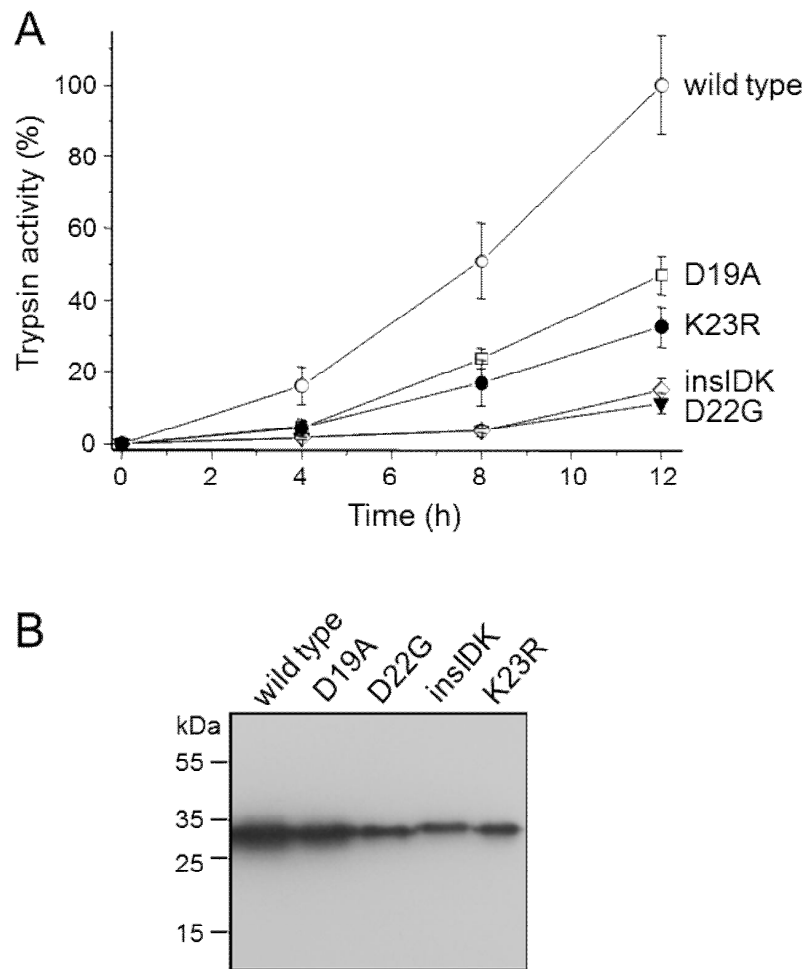 A
Trypsin activity (%)
100
80
60
40
20
0
wild type
D19A
K23R
insIDK
D22G
0 2 4 6 8 10 12
Time (h)
B
wild type D19A D22G insIDK K23R
kDa
55
35
25
15